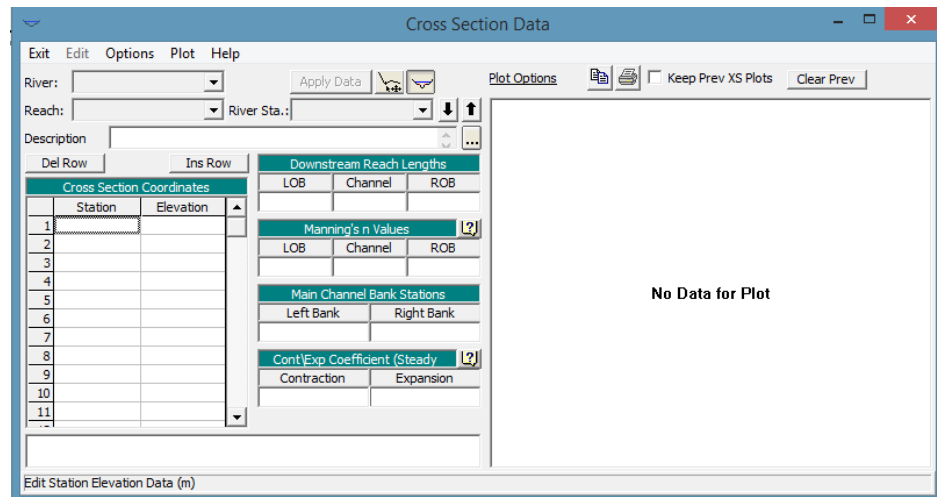 Cross Section Data
Exit Edit Options Plot Help
River: Apply Data Plot Options Keep Prev XS Plots Clear Prev
Reach: River Sta.:
Description ...
Del Row Ins Row Downstream Reach Lengths
Cross Section Coordinates LOB Channel ROB
Station Elevation
1 Manning's n Values
2 LOB Channel ROB
3
4 Main Channel Bank Stations
5 Left Bank Right Bank
6
7
8 Cont\Exp Coefficient (Steady
9 Contraction Expansion
10
11
No Data for Plot
Edit Station Elevation Data (m)